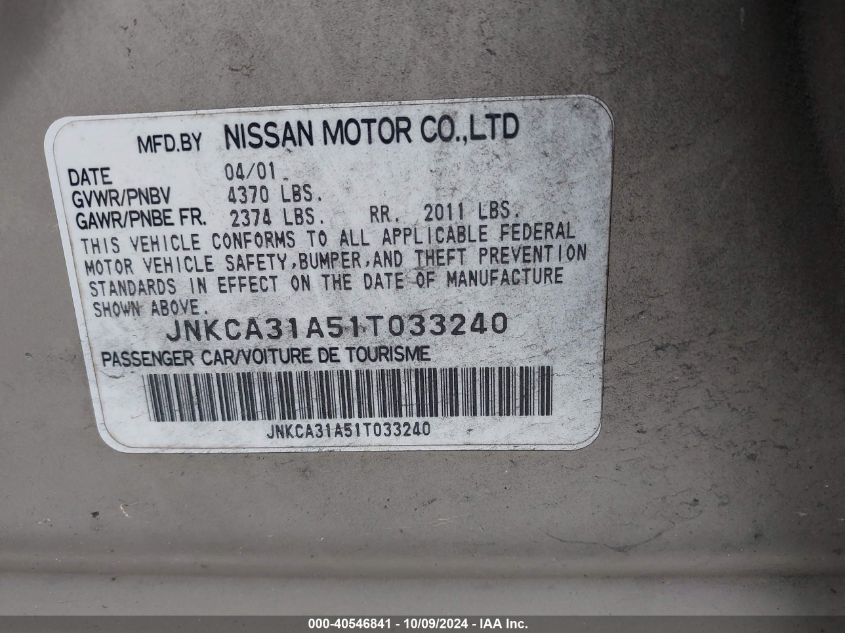 MFD.BY NISSAN MOTOR CO.,LTD
DATE 04/01
GVWR/PNBV 4370 LBS.
GAWR/PNBE FR. 2374 LBS. RR. 2011 LBS.
THIS VEHICLE CONFORMS TO ALL APPLICABLE FEDERAL
MOTOR VEHICLE SAFETY,BUMPER,AND THEFT PREVENTION
STANDARDS IN EFFECT ON THE DATE OF MANUFACTURE
SHOWN ABOVE.
JNKCA31A51T033240
PASSENGER CAR/VOITURE DE TOURISME
JNKCA31A51T033240
000-40546841 - 10/09/2024 - IAA Inc.